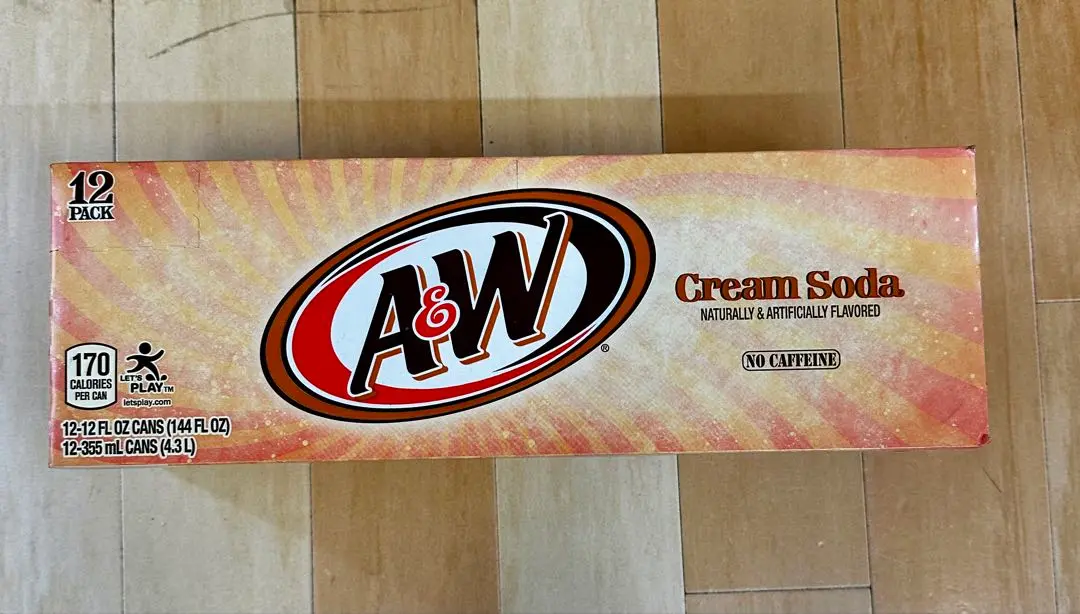 12
PACK
A&W
®
Cream Soda
NATURALLY & ARTIFICIALLY FLAVORED
NO CAFFEINE
170
CALORIES
PER CAN
LET'S
PLAY™
letsplay.com
12-12 FL OZ CANS (144 FL OZ)
12-355 mL CANS (4.3 L)